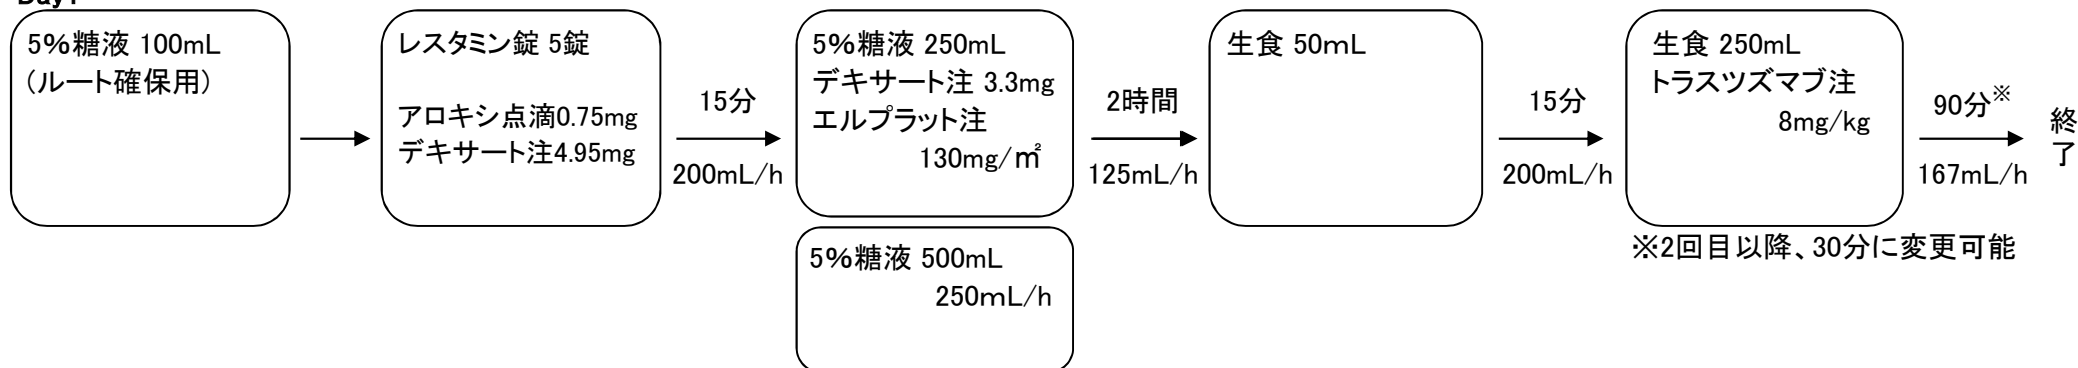 Day1
5%糖液 100mL
(ルート確保用)
レスタミン錠 5錠
アロキシ点滴0.75mg
デキサート注4.95mg
15分
200mL/h
5%糖液 250mL
デキサート注 3.3mg
エルプラット注
130mg/㎡
5%糖液 500mL
250mL/h
2時間
125mL/h
生食 50mL
15分
200mL/h
生食 250mL
トラスツズマブ注
8mg/kg
※2回目以降、30分に変更可能
90分※
167mL/h
終了